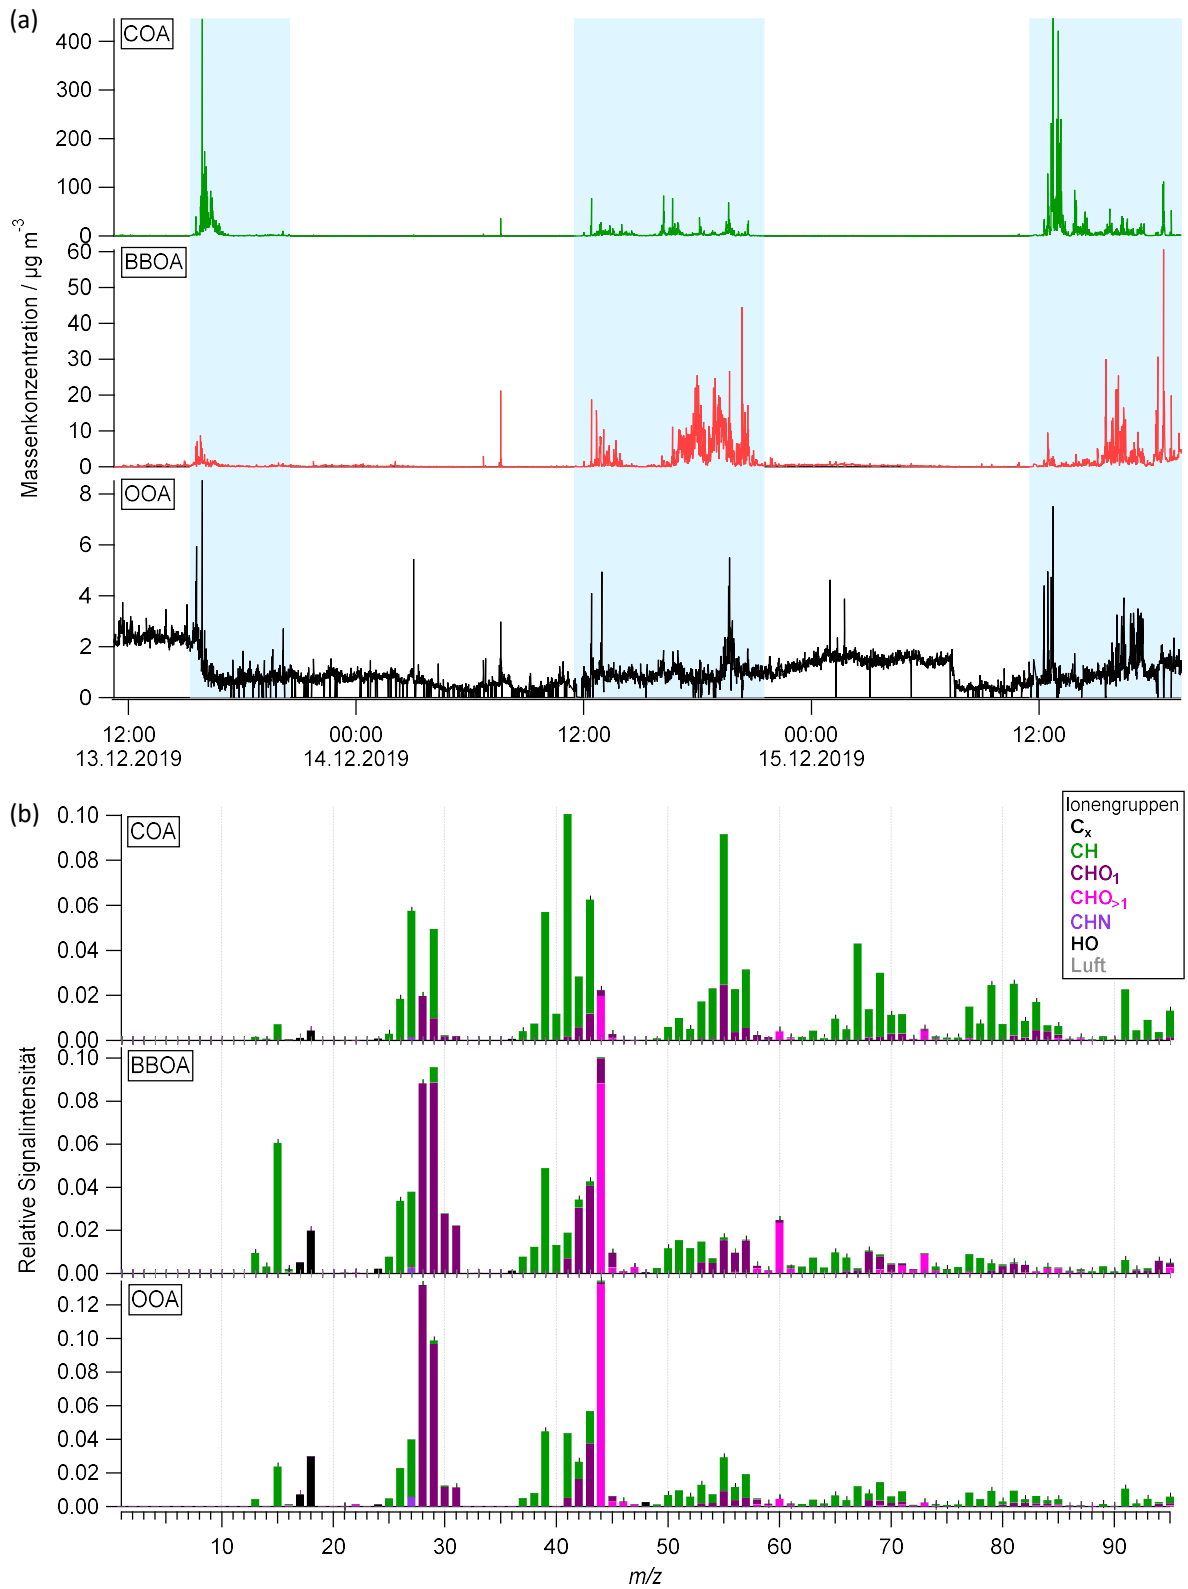 (a)
COA
400
300
200
100
0
BBOA
60
50
40
30
20
10
0
OOA
8
6
4
2
0
Massenkonzentration / µg m⁻³
12:00 00:00 12:00 00:00 12:00
13.12.2019 14.12.2019 15.12.2019
(b)
COA
0.10
0.08
0.06
0.04
0.02
0.00
Ionengruppen
Cₓ
CH
CHO₁
CHO>₁
CHN
HO
Luft
BBOA
0.10
0.08
0.06
0.04
0.02
0.00
OOA
0.12
0.10
0.08
0.06
0.04
0.02
0.00
Relative Signalintensität
10 20 30 40 50 60 70 80 90
m/z